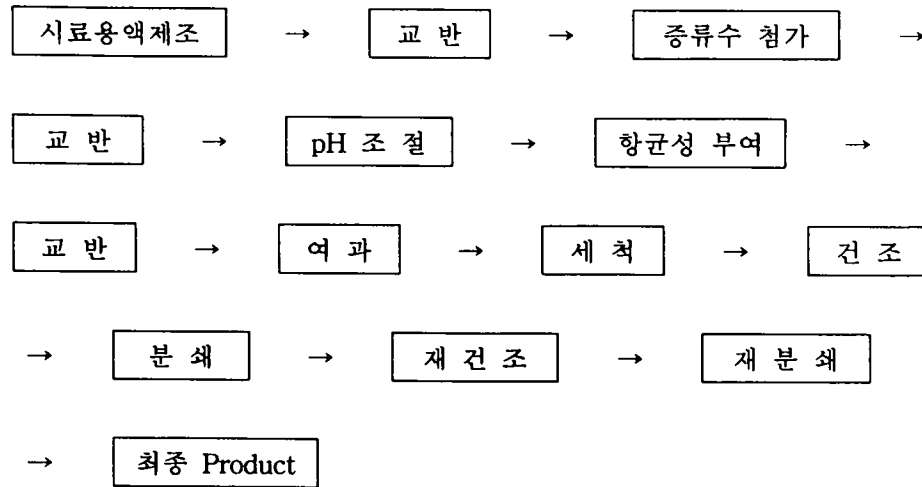 시료용액제조 → 교 반 → 증류수 첨가 →
교 반 → pH 조 절 → 항균성 부여 →
교 반 → 여 과 → 세 척 → 건 조
→ 분 쇄 → 재 건 조 → 재 분 쇄
→ 최종 Product